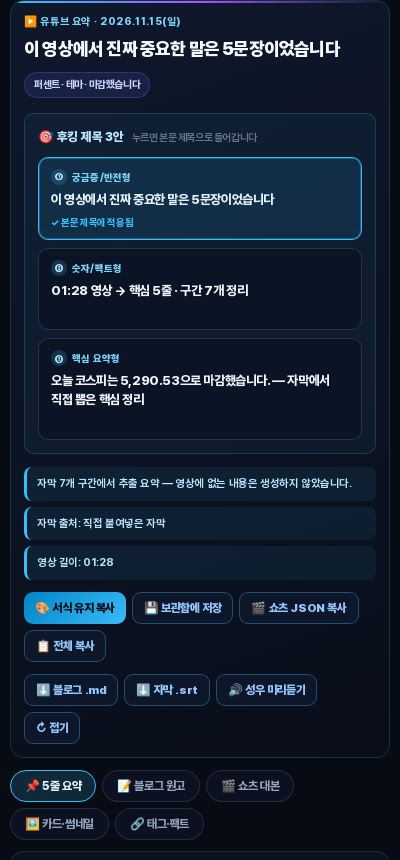 ▶️ 유튜브 요약 · 2026.11.15(일)
이 영상에서 진짜 중요한 말은 5문장이었습니다
퍼센트 · 테마 · 마감했습니다
🎯 후킹 제목 3안 누르면 본문 제목으로 들어갑니다
궁금증/반전형
이 영상에서 진짜 중요한 말은 5문장이었습니다
✓ 본문 제목에 적용됨
숫자/팩트형
01:28 영상 → 핵심 5줄 · 구간 7개 정리
핵심 요약형
오늘 코스피는 5,290.53으로 마감했습니다. — 자막에서
직접 뽑은 핵심 정리
자막 7개 구간에서 추출 요약 — 영상에 없는 내용은 생성하지 않았습니다.
자막 출처: 직접 붙여넣은 자막
영상 길이: 01:28
🎨 서식 유지 복사 💾 보관함에 저장 🎬 쇼츠 JSON 복사
📋 전체 복사
⬇️ 블로그 .md ⬇️ 자막 .srt 🔊 성우 미리듣기
↻ 접기
📌 5줄 요약 📝 블로그 원고 🎬 쇼츠 대본
🖼️ 카드·썸네일 🔗 태그·팩트